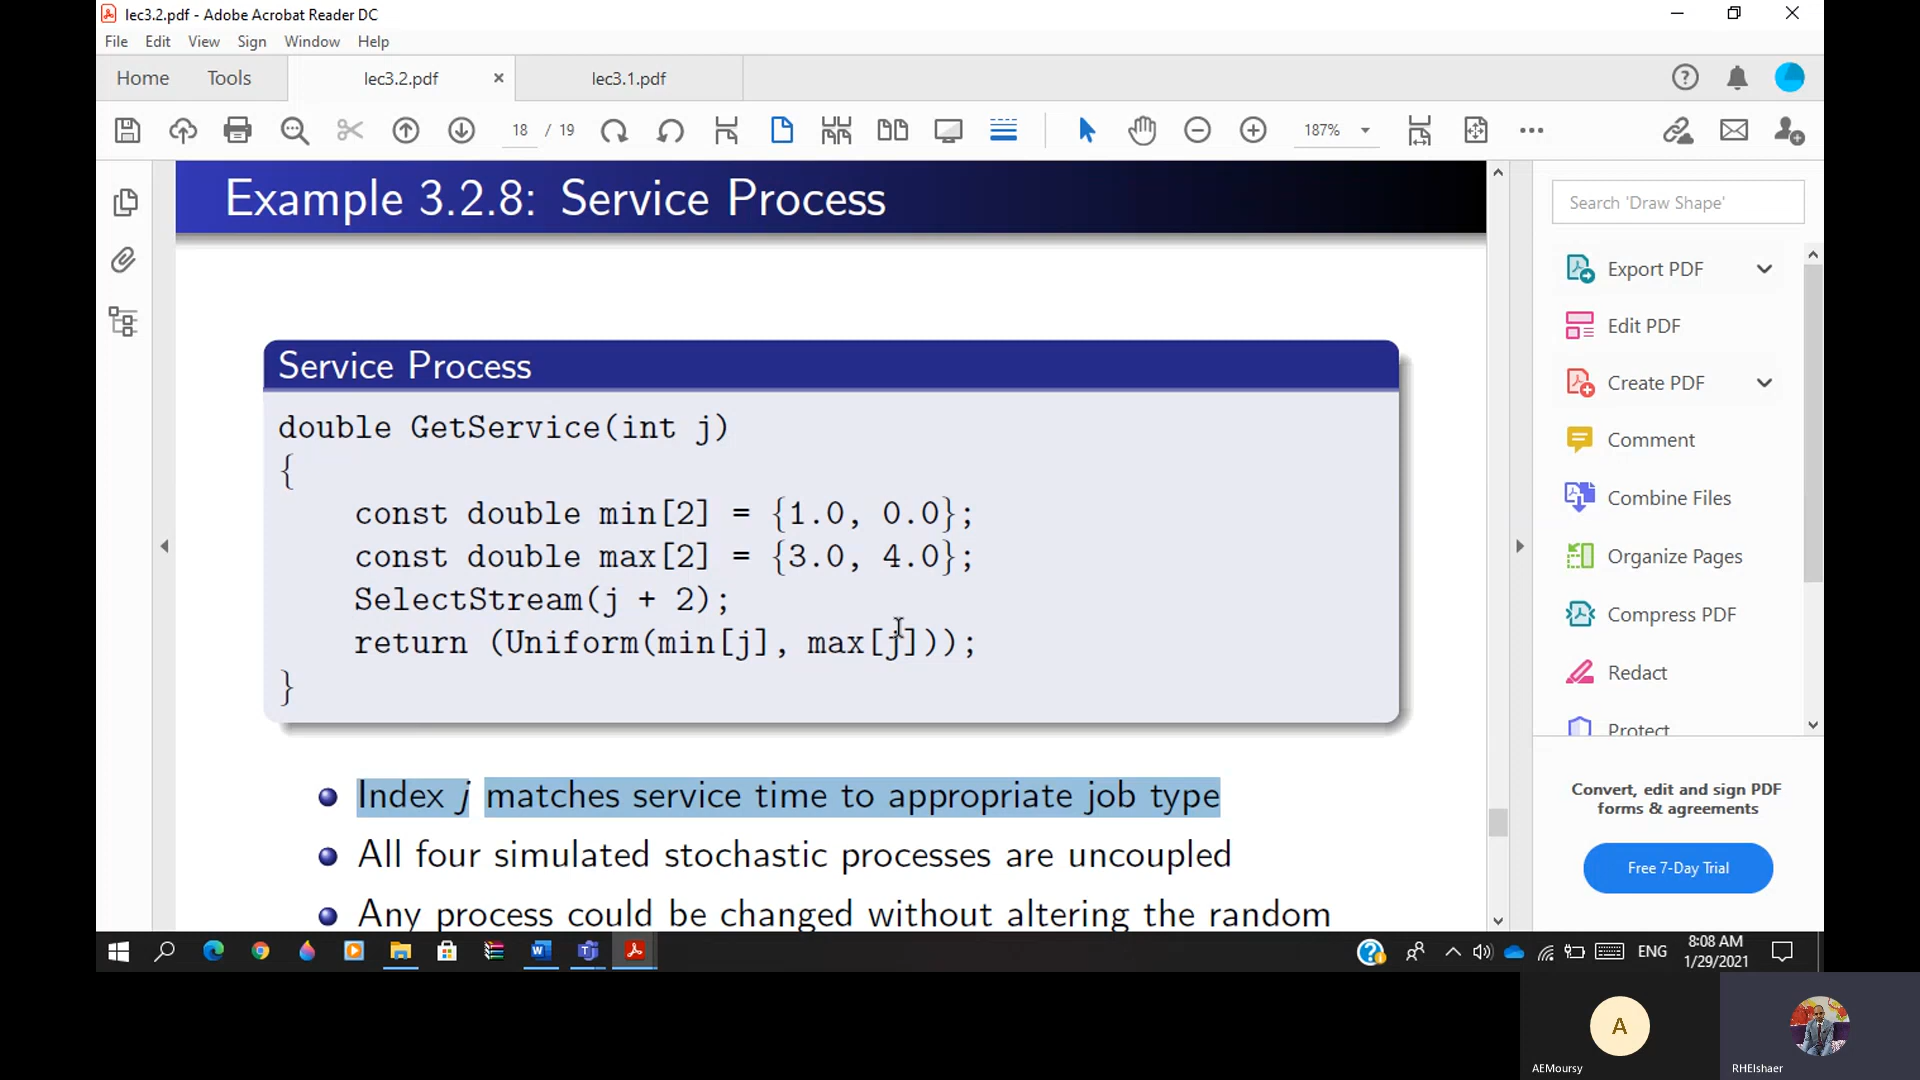 lec3.2.pdf - Adobe Acrobat Reader DC
File Edit View Sign Window Help
Home Tools lec3.2.pdf × lec3.1.pdf
18 / 19 187%
Search 'Draw Shape'
Example 3.2.8: Service Process
Service Process
double GetService(int j)
{
const double min[2] = {1.0, 0.0};
const double max[2] = {3.0, 4.0};
SelectStream(j + 2);
return (Uniform(min[j], max[j]));
}
Index j matches service time to appropriate job type
All four simulated stochastic processes are uncoupled
Any process could be changed without altering the random
Export PDF
Edit PDF
Create PDF
Comment
Combine Files
Organize Pages
Compress PDF
Redact
Protect
Convert, edit and sign PDF
forms & agreements
Free 7-Day Trial
ENG 8:08 AM
1/29/2021
A
AEMoursy
RHElshaer